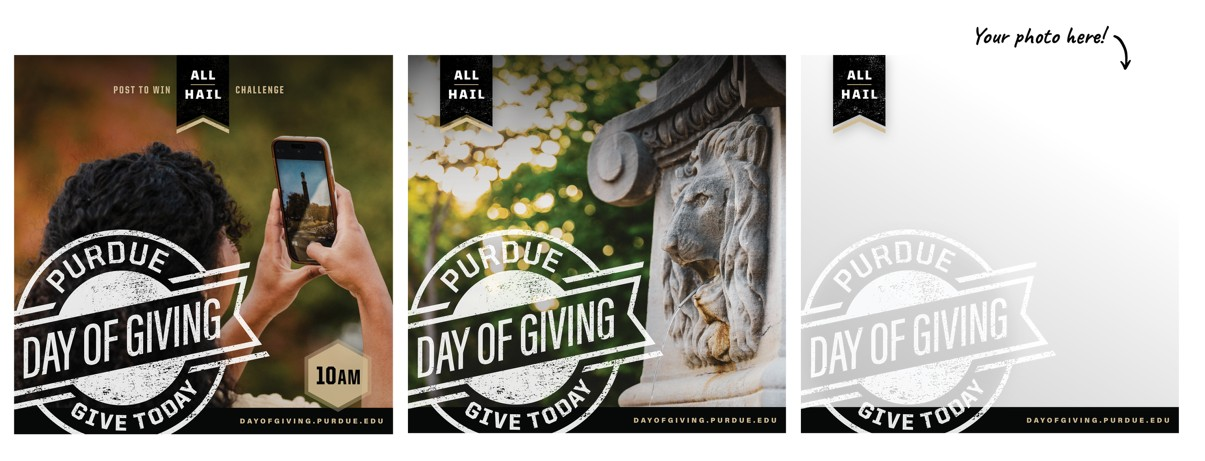 Your photo here!
POST TO WIN
ALL
HAIL
CHALLENGE
PURDUE
DAY OF GIVING
GIVE TODAY
10AM
DAYOFGIVING.PURDUE.EDU
ALL
HAIL
PURDUE
DAY OF GIVING
GIVE TODAY
DAYOFGIVING.PURDUE.EDU
ALL
HAIL
PURDUE
DAY OF GIVING
GIVE TODAY
DAYOFGIVING.PURDUE.EDU